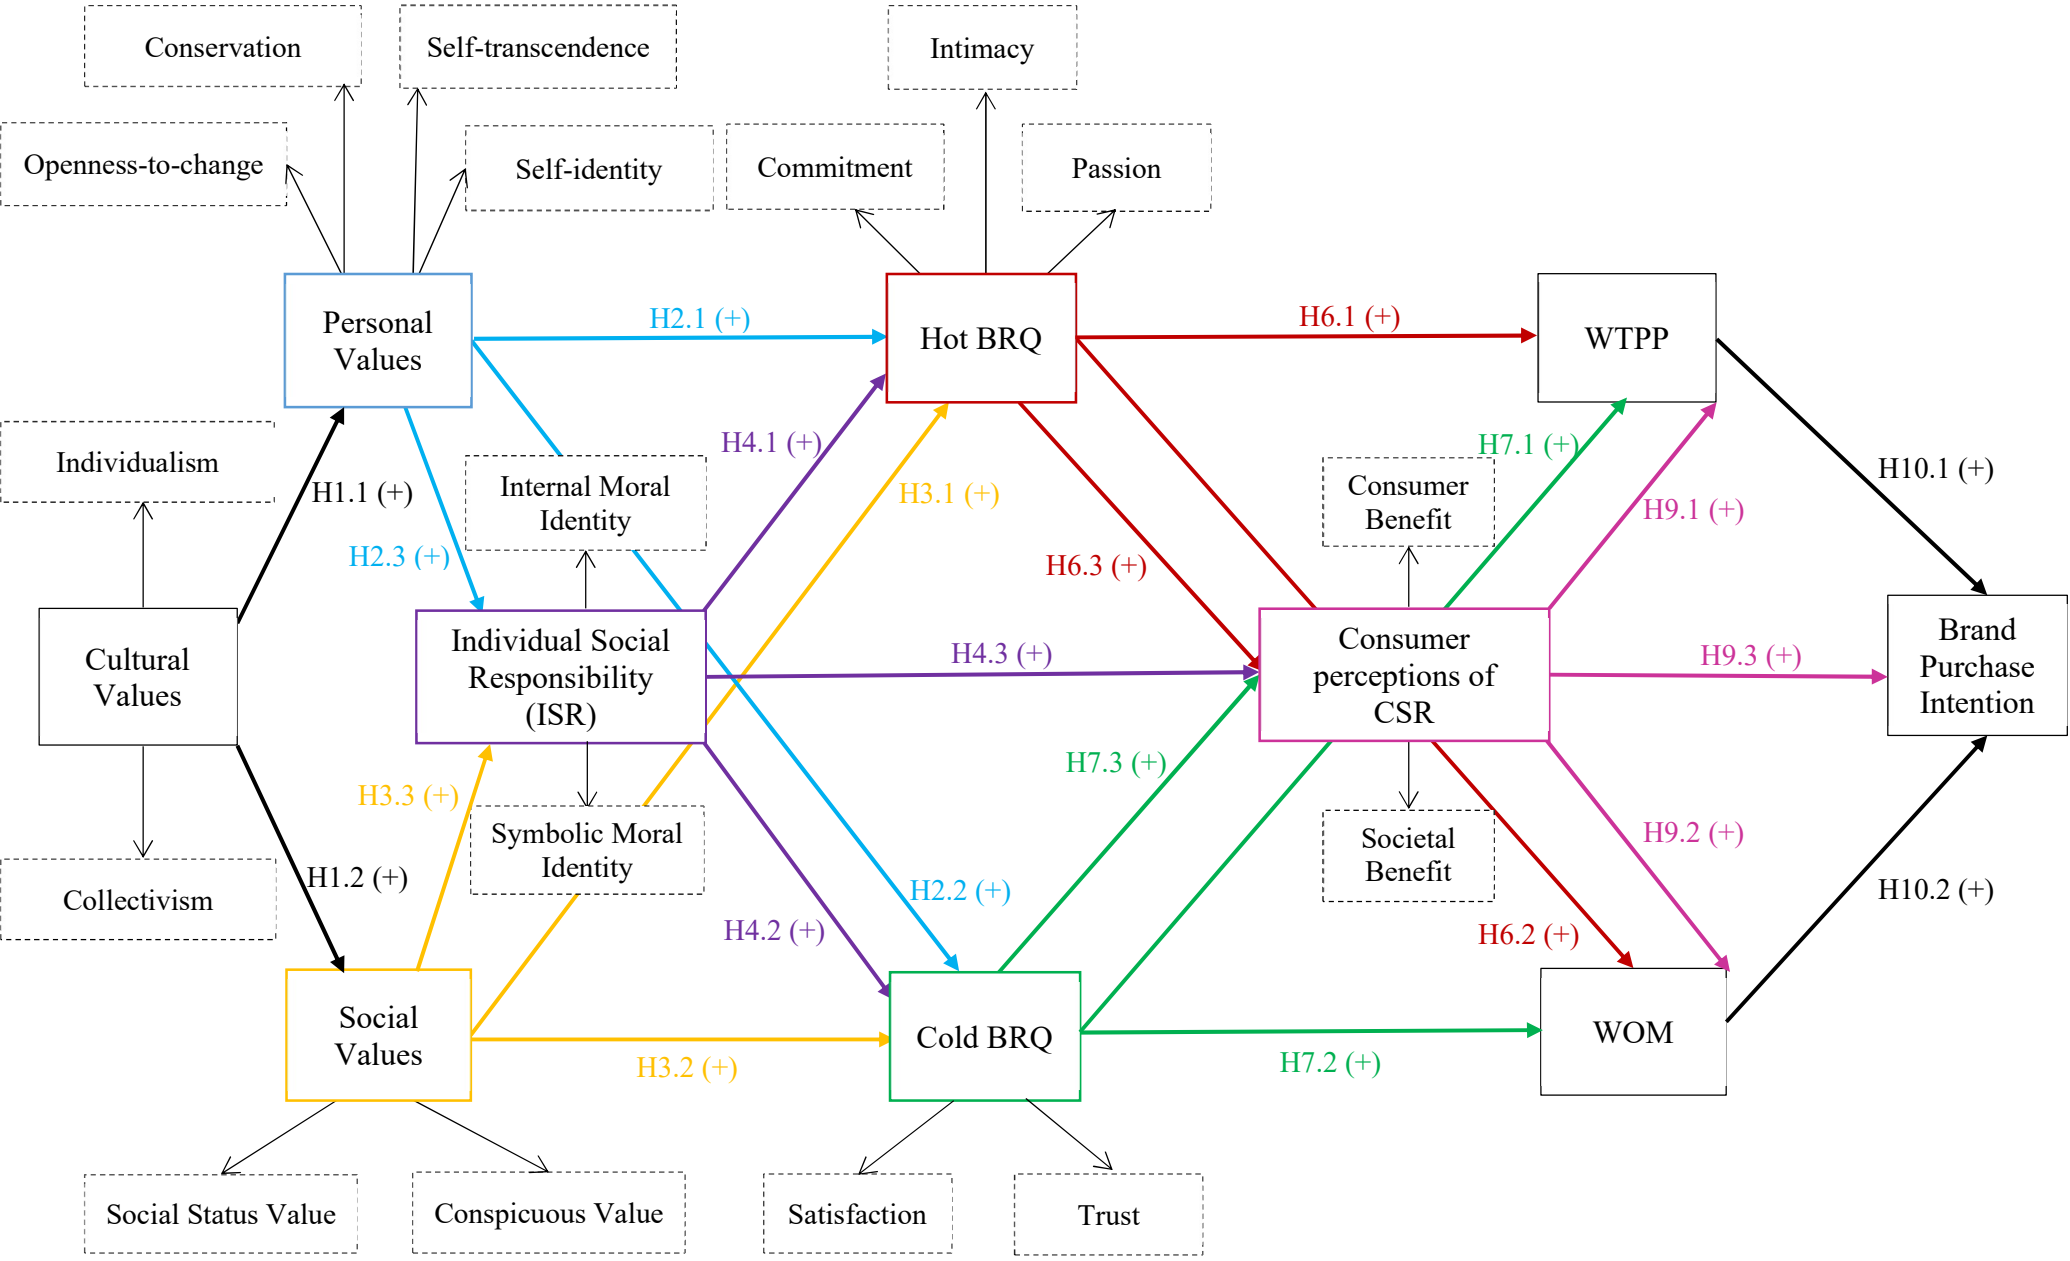 Conservation
Self-transcendence
Intimacy
Openness-to-change
Self-identity
Commitment
Passion
Personal
Values
H2.1 (+)
Hot BRQ
H6.1 (+)
WTPP
Individualism
H1.1 (+)
H4.1 (+)
H3.1 (+)
H7.1 (+)
H9.1 (+)
H10.1 (+)
Internal Moral
Identity
Consumer
Benefit
H2.3 (+)
H6.3 (+)
Cultural
Values
Individual Social
Responsibility
(ISR)
H4.3 (+)
Consumer
perceptions of
CSR
H9.3 (+)
Brand
Purchase
Intention
H3.3 (+)
H7.3 (+)
Symbolic Moral
Identity
Societal
Benefit
H9.2 (+)
Collectivism
H1.2 (+)
H4.2 (+)
H2.2 (+)
H6.2 (+)
H10.2 (+)
Social
Values
H3.2 (+)
Cold BRQ
H7.2 (+)
WOM
Social Status Value
Conspicuous Value
Satisfaction
Trust